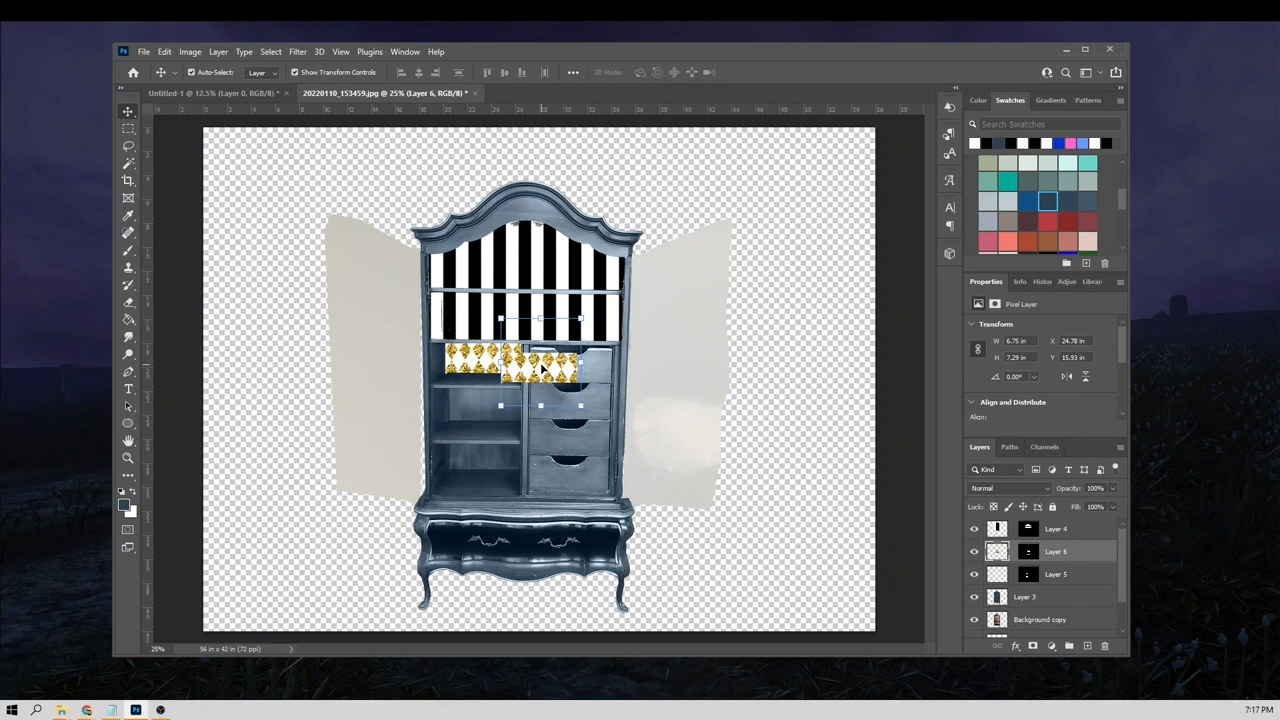 Ps File Edit Image Layer Type Select Filter 3D View Plugins Window Help
Auto-Select: Layer Show Transform Controls 3D Mode:
Untitled-1 @ 12.5% (Layer 0, RGB/8) * × 20220110_153459.jpg @ 25% (Layer 6, RGB/8) * ×
Color Swatches Gradients Patterns
Search Swatches
Properties Info Histor Adjus Librar
Pixel Layer
Transform
W 6.75 in X 24.78 in
H 7.29 in Y 15.93 in
0.00°
Align and Distribute
Align:
Layers Paths Channels
Kind
Normal Opacity: 100%
Lock: Fill: 100%
Layer 4
Layer 6
Layer 5
Layer 3
Background copy
fx
25% 56 in x 42 in (72 ppi)
Ps 7:17 PM